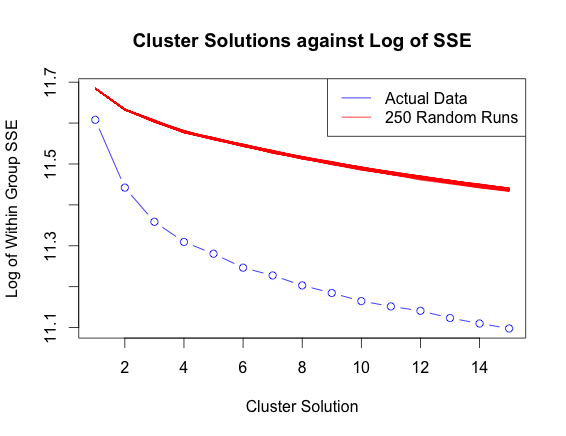 Cluster Solutions against Log of SSE
Actual Data
250 Random Runs
Log of Within Group SSE
11.7
11.5
11.3
11.1
2 4 6 8 10 12 14
Cluster Solution